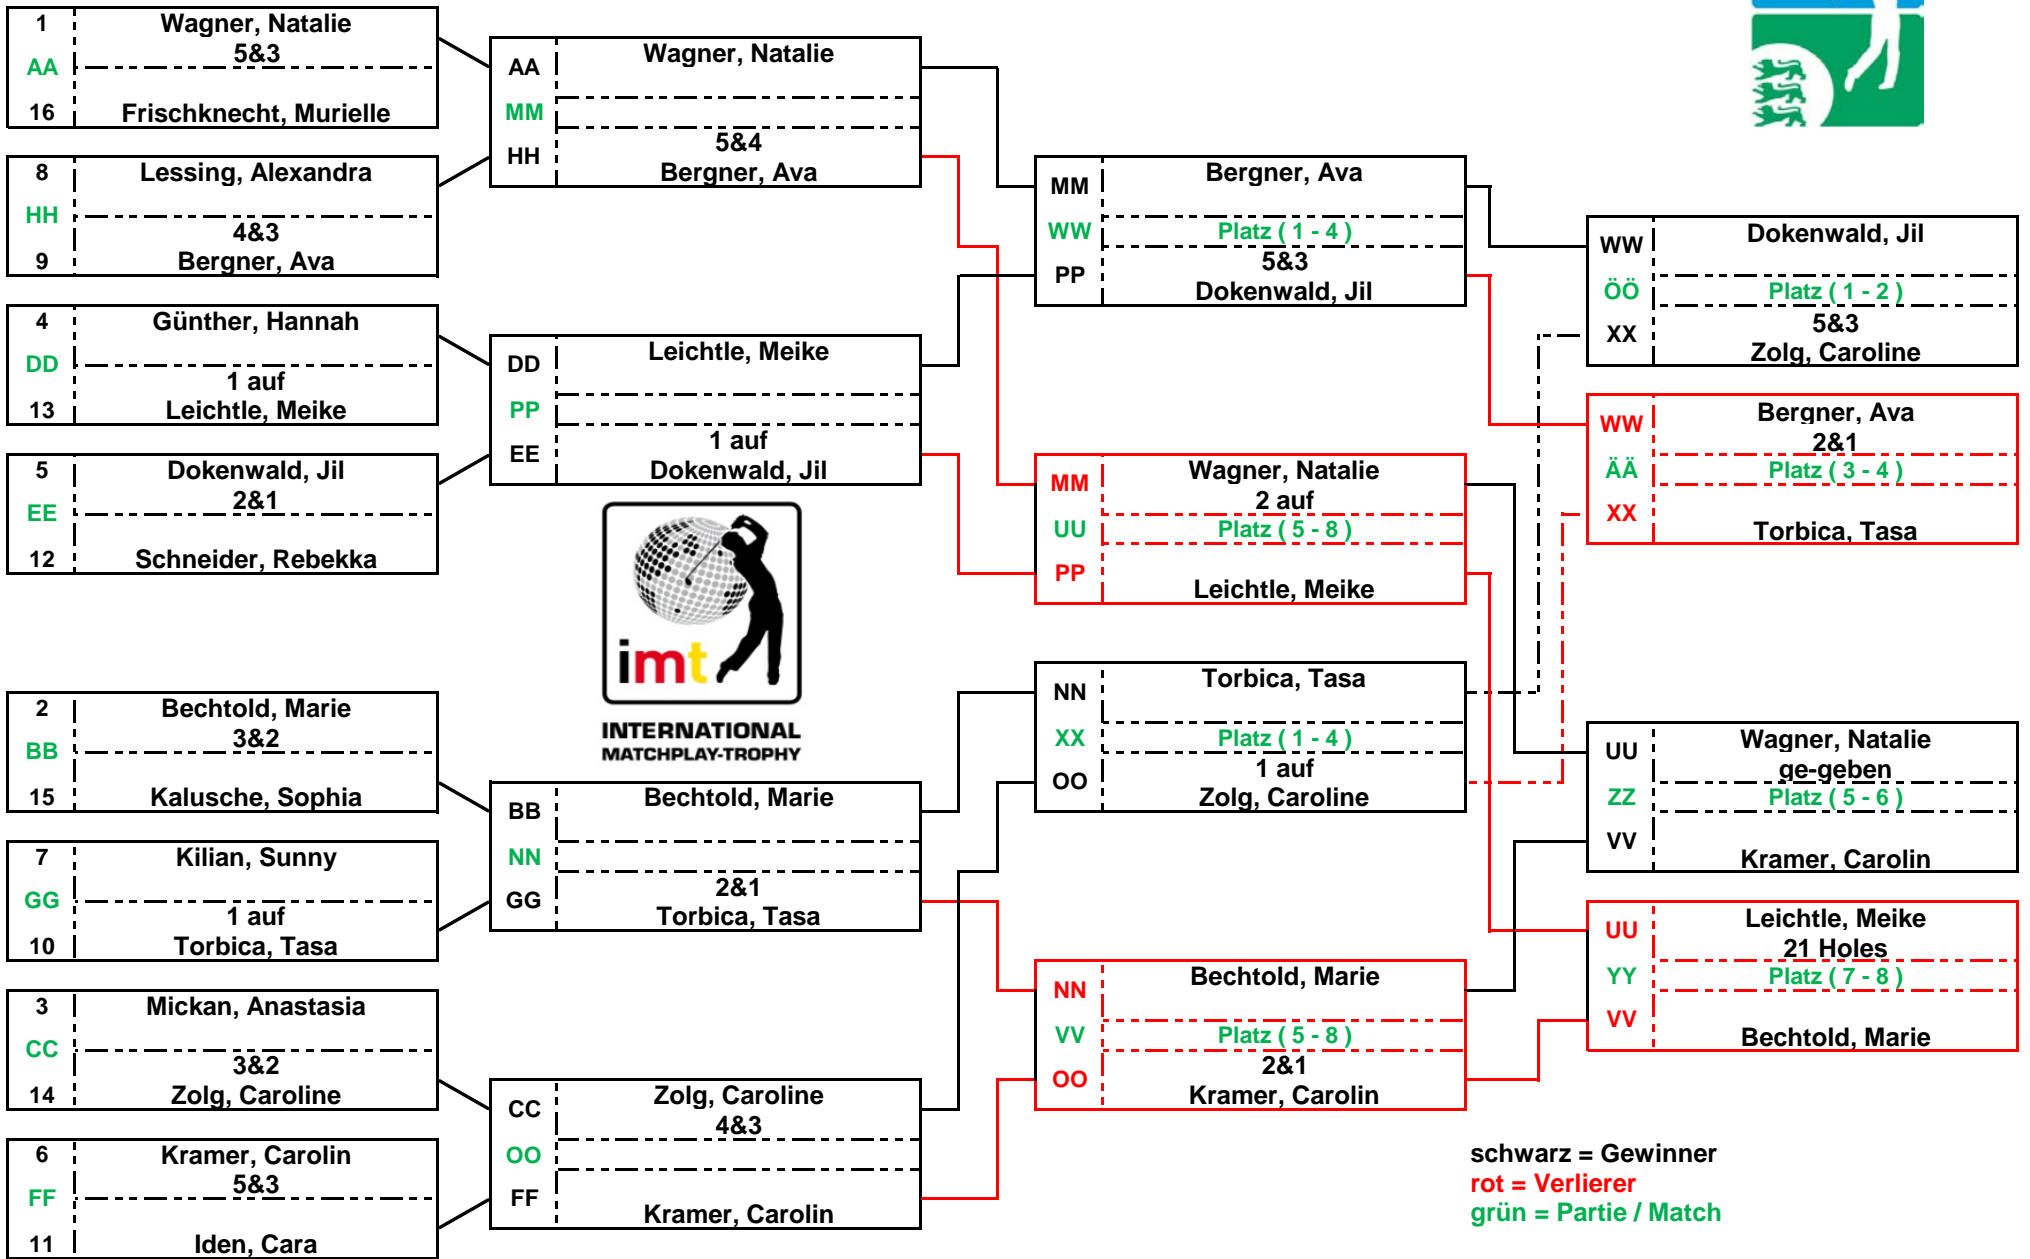 1 Wagner, Natalie
5&3
AA
16 Frischknecht, Murielle
8 Lessing, Alexandra
HH
4&3
9 Bergner, Ava
4 Günther, Hannah
DD
1 auf
13 Leichtle, Meike
5 Dokenwald, Jil
2&1
EE
12 Schneider, Rebekka
2 Bechtold, Marie
3&2
BB
15 Kalusche, Sophia
7 Kilian, Sunny
GG
1 auf
10 Torbica, Tasa
3 Mickan, Anastasia
CC
3&2
14 Zolg, Caroline
6 Kramer, Carolin
5&3
FF
11 Iden, Cara
AA Wagner, Natalie
MM
5&4
HH Bergner, Ava
DD Leichtle, Meike
PP
1 auf
EE Dokenwald, Jil
imt
INTERNATIONAL
MATCHPLAY-TROPHY
BB Bechtold, Marie
NN
2&1
GG Torbica, Tasa
CC Zolg, Caroline
4&3
OO
FF Kramer, Carolin
MM Bergner, Ava
WW Platz ( 1 - 4 )
5&3
PP Dokenwald, Jil
MM Wagner, Natalie
2 auf
UU Platz ( 5 - 8 )
PP Leichtle, Meike
NN Torbica, Tasa
XX Platz ( 1 - 4 )
1 auf
OO Zolg, Caroline
NN Bechtold, Marie
VV Platz ( 5 - 8 )
2&1
OO Kramer, Carolin
WW Dokenwald, Jil
ÖÖ Platz ( 1 - 2 )
5&3
XX Zolg, Caroline
WW Bergner, Ava
2&1
ÄÄ Platz ( 3 - 4 )
XX Torbica, Tasa
UU Wagner, Natalie
ge-geben
ZZ Platz ( 5 - 6 )
VV Kramer, Carolin
UU Leichtle, Meike
21 Holes
YY Platz ( 7 - 8 )
VV Bechtold, Marie
schwarz = Gewinner
rot = Verlierer
grün = Partie / Match